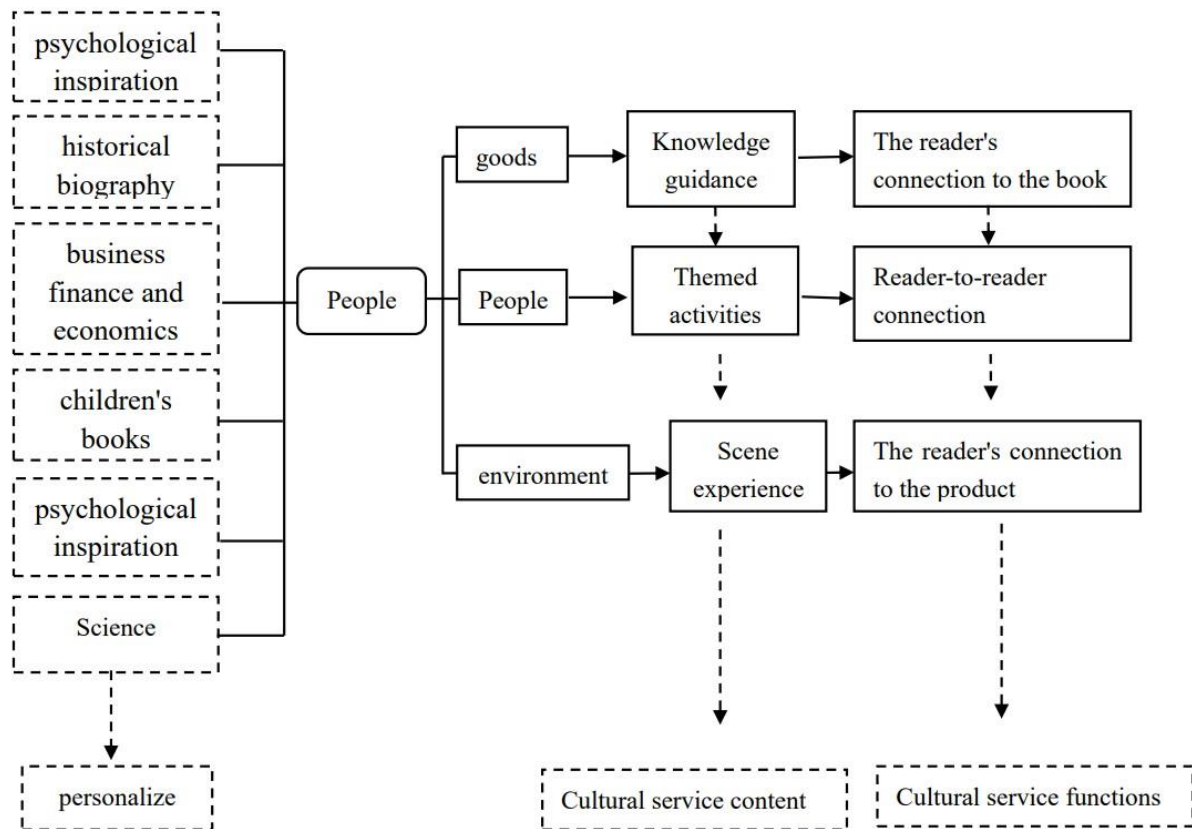 psychological
inspiration
historical
biography
business
finance and
economics
children's
books
psychological
inspiration
Science
personalize
People
goods
People
environment
Knowledge
guidance
Themed
activities
Scene
experience
Cultural service content
The reader's
connection to the book
Reader-to-reader
connection
The reader's connection
to the product
Cultural service functions